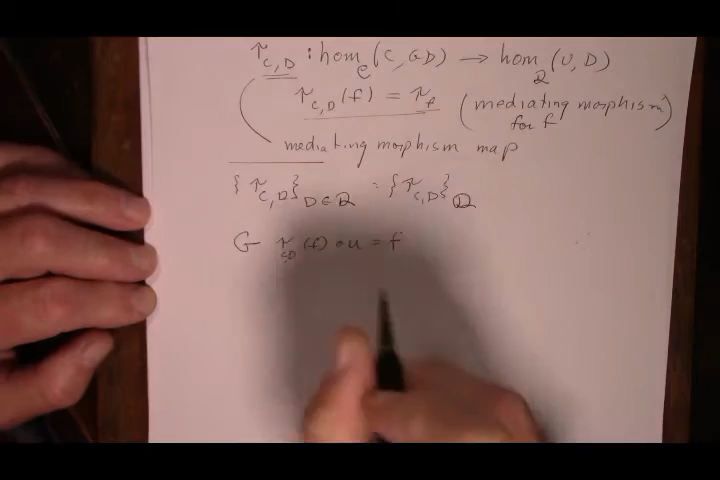 τ_{C,D} : hom_C (C, GD) → hom_D (U, D)
τ_{C,D} (f) = τ_f (mediating morphism for f)
mediating morphism map
{τ_{C,D}}_{D∈D} : {τ_{C,D}}_D
G τ_{C,D} (f) ∘ u = f